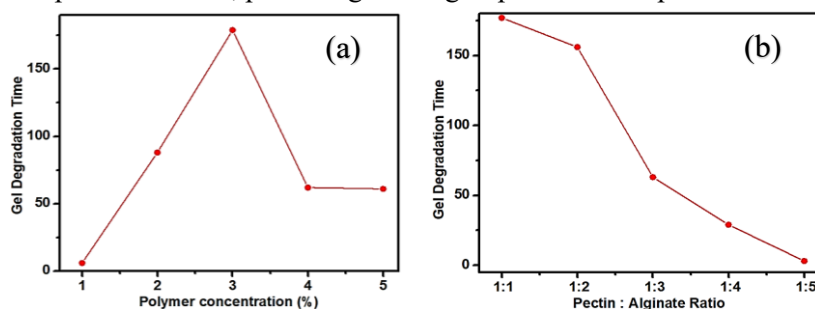 (a)
Gel Degradation Time
150
100
50
0
1 2 3 4 5
Polymer concentration (%)
(b)
Gel Degradation Time
150
100
50
0
1:1 1:2 1:3 1:4 1:5
Pectin : Alginate Ratio